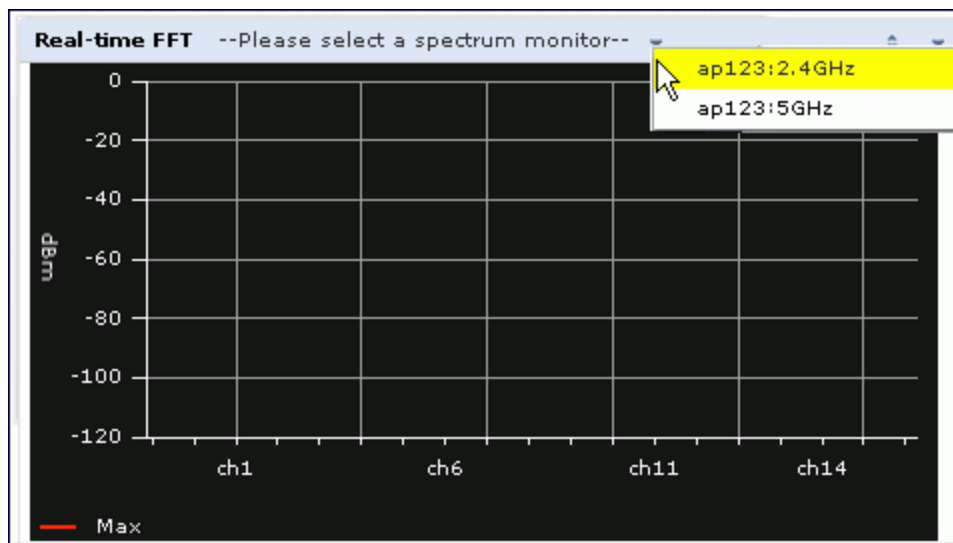 Real-time FFT --Please select a spectrum monitor--
ap123:2.4GHz
ap123:5GHz
0
-20
-40
-60
-80
-100
-120
dBm
ch1 ch6 ch11 ch14
Max